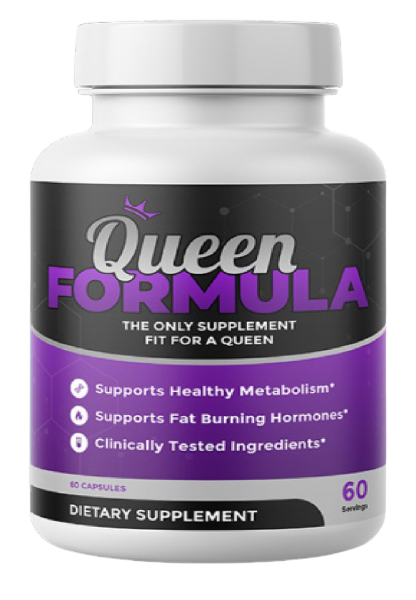 Queen
FORMULA
THE ONLY SUPPLEMENT
FIT FOR A QUEEN
Supports Healthy Metabolism*
Supports Fat Burning Hormones*
Clinically Tested Ingredients*
60 CAPSULES
60
Servings
DIETARY SUPPLEMENT